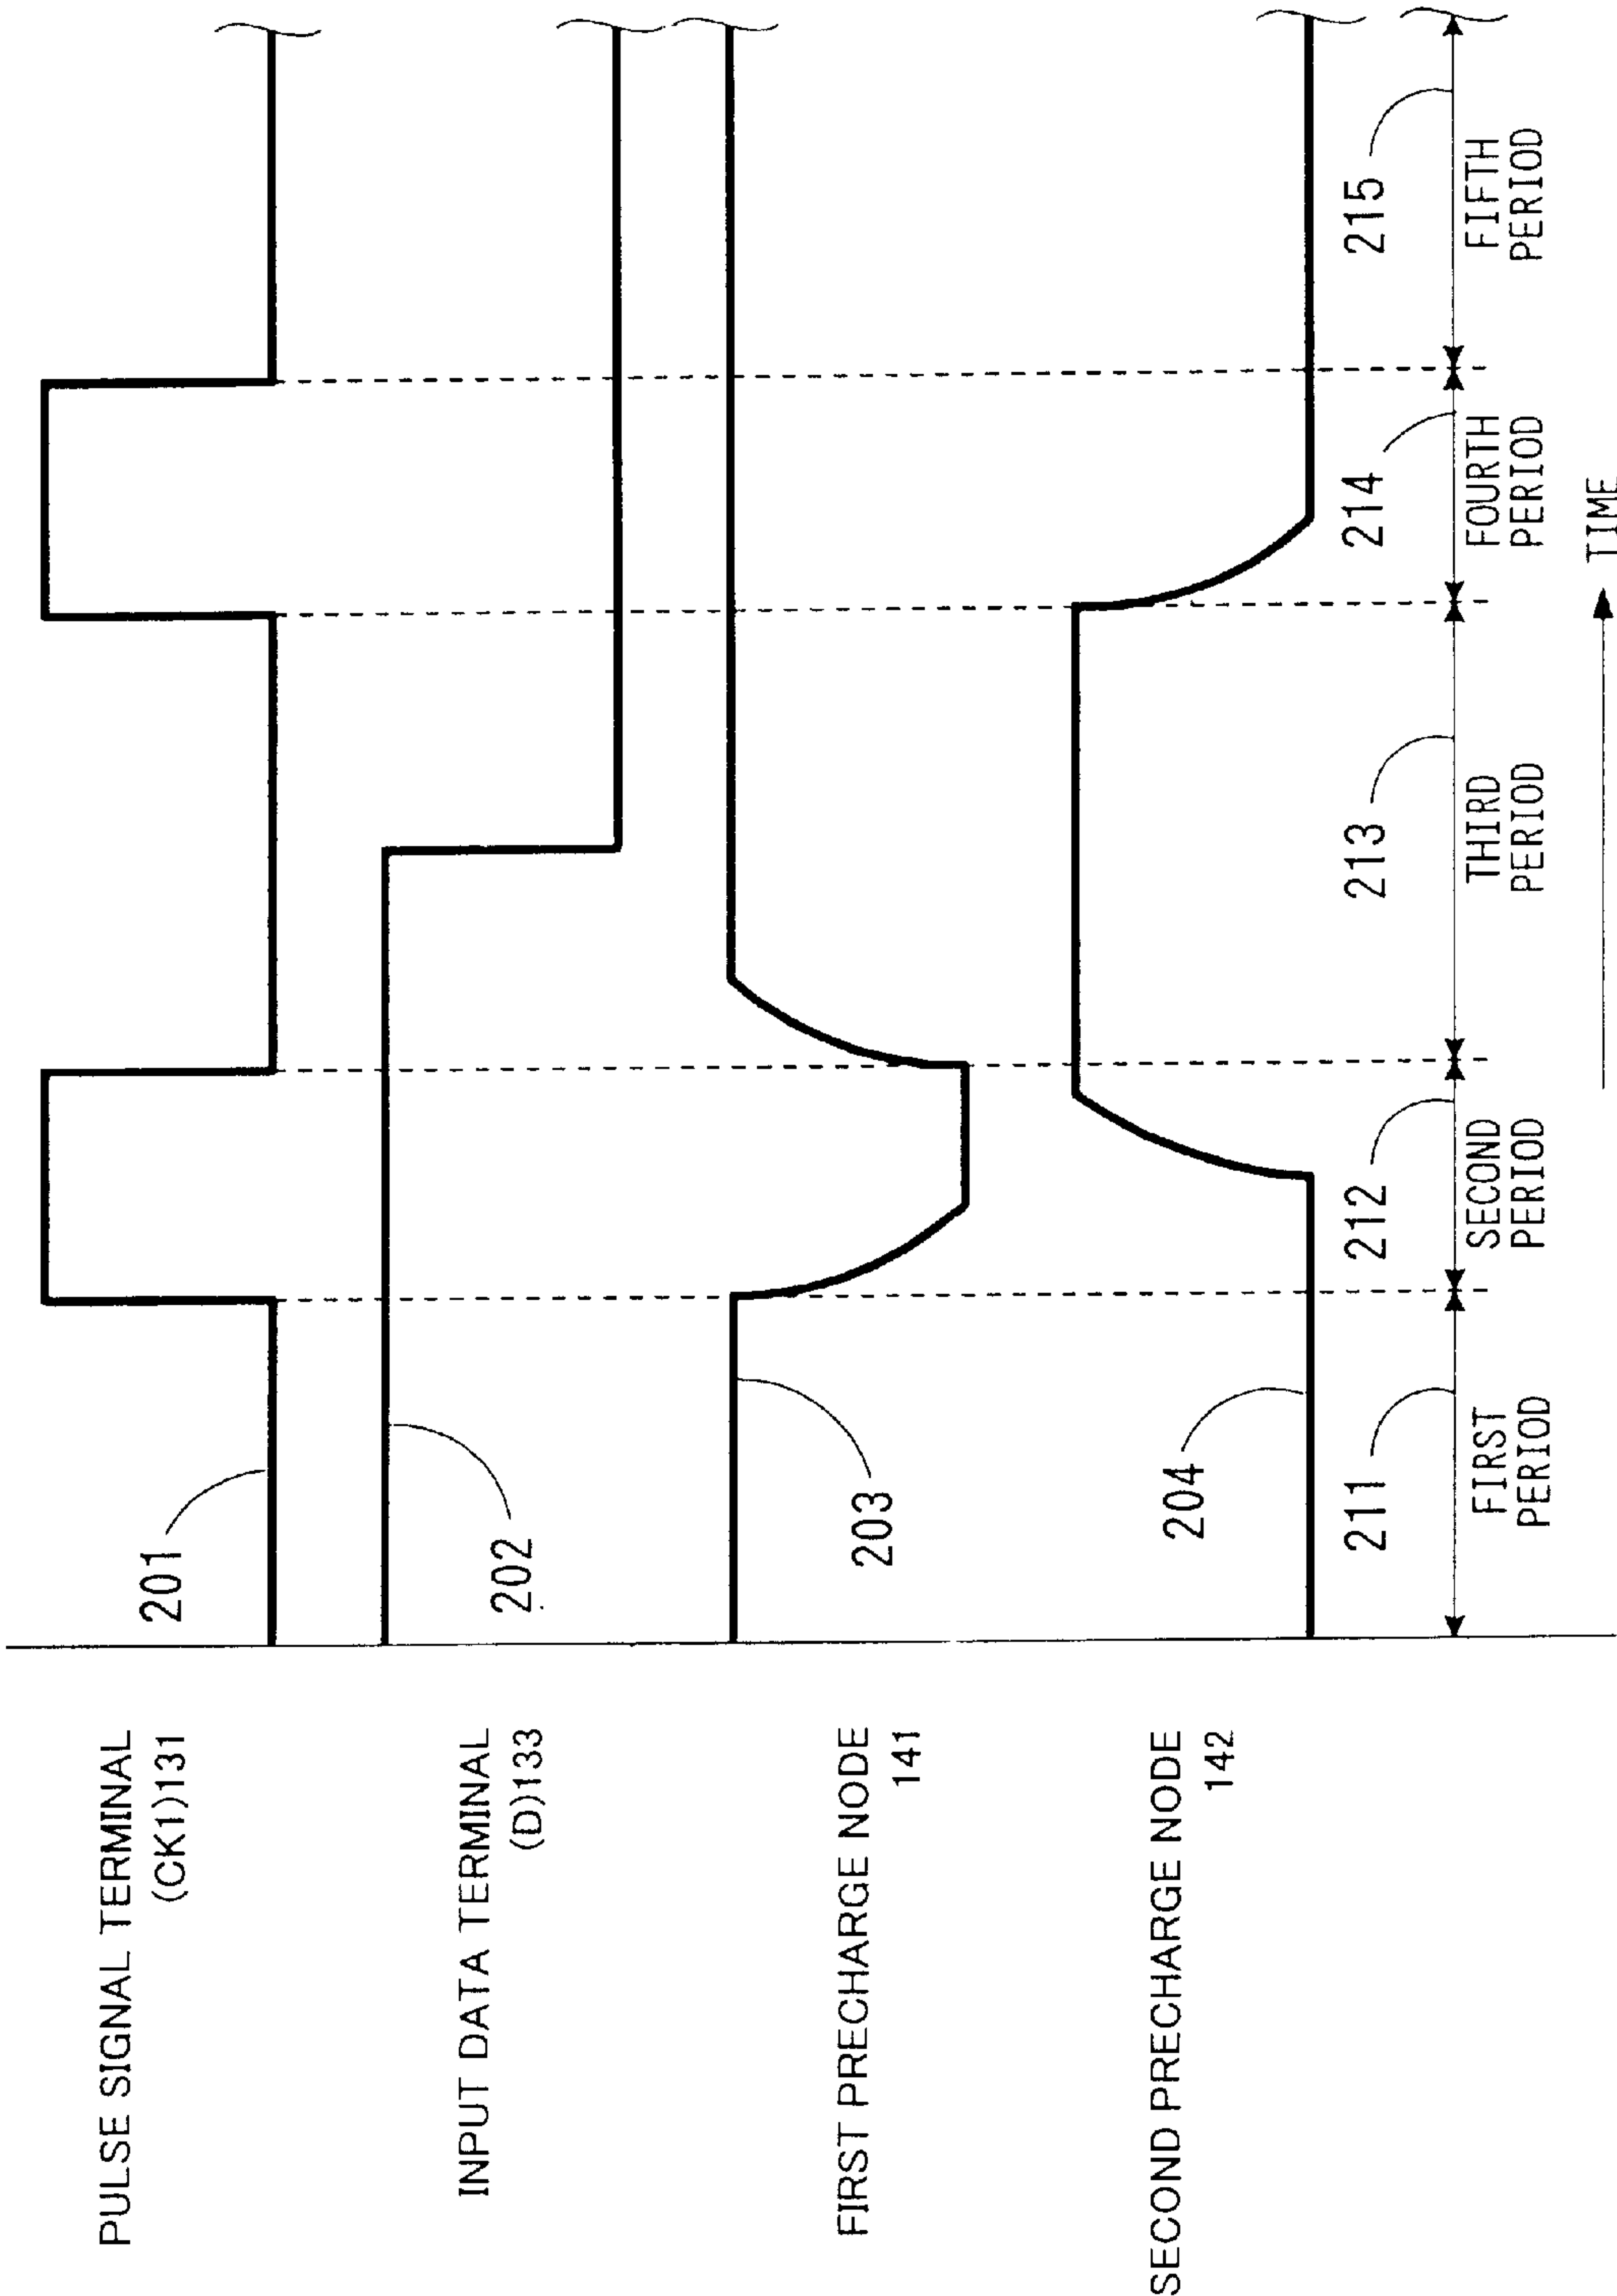 PULSE SIGNAL TERMINAL
(CK1)131
INPUT DATA TERMINAL
(D)133
FIRST PRECHARGE NODE
141
SECOND PRECHARGE NODE
142
201
202
203
204
211
212
213
214
215
FIRST
PERIOD
SECOND
PERIOD
THIRD
PERIOD
FOURTH
PERIOD
FIFTH
PERIOD
TIME